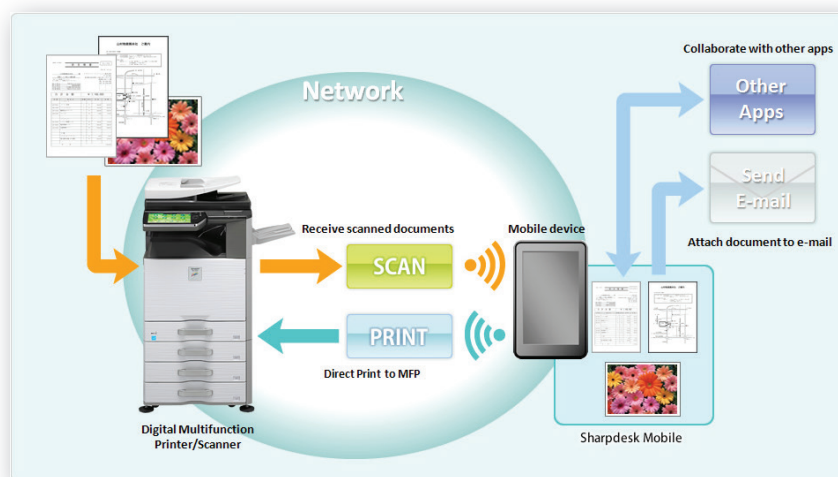 Collaborate with other apps
Other
Apps
Network
Send
E-mail
Receive scanned documents
Mobile device
Attach document to e-mail
SCAN
PRINT
Direct Print to MFP
Digital Multifunction
Printer/Scanner
Sharpdesk Mobile